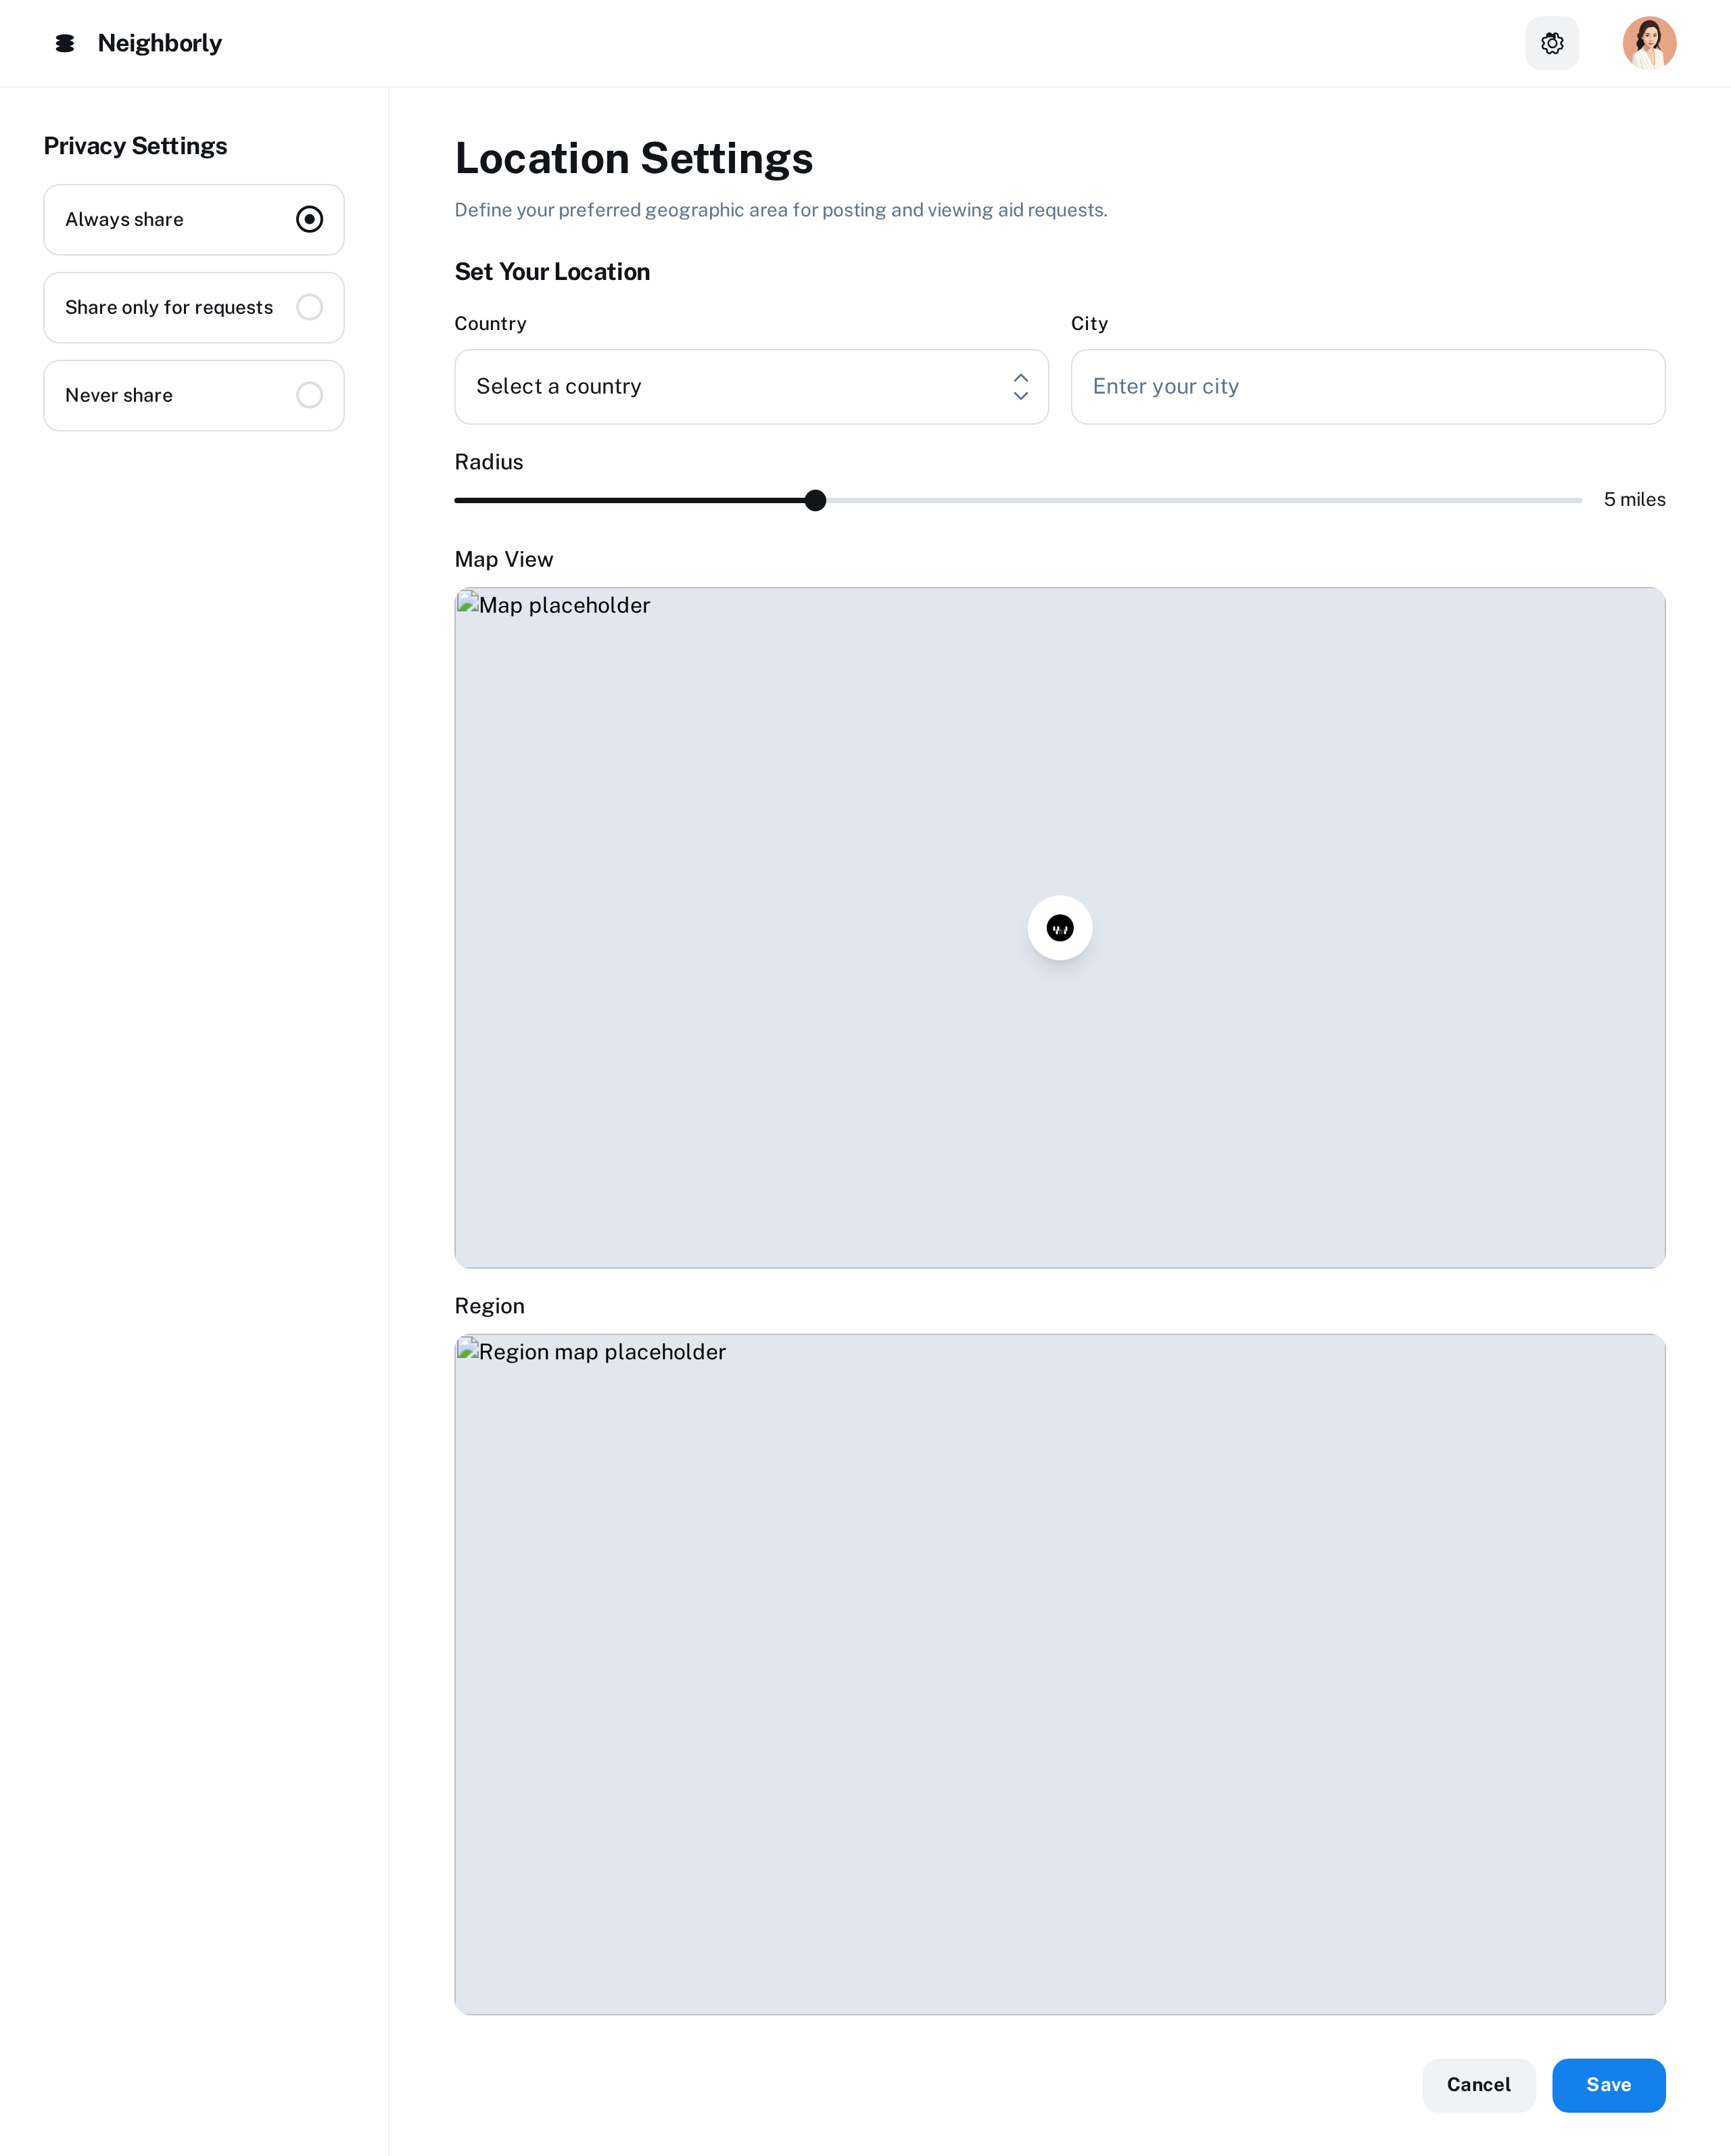 Neighborly
Privacy Settings
Always share
Share only for requests
Never share
Location Settings
Define your preferred geographic area for posting and viewing aid requests.
Set Your Location
Country
City
Select a country
Enter your city
Radius
5 miles
Map View
Map placeholder
Region
Region map placeholder
Cancel
Save